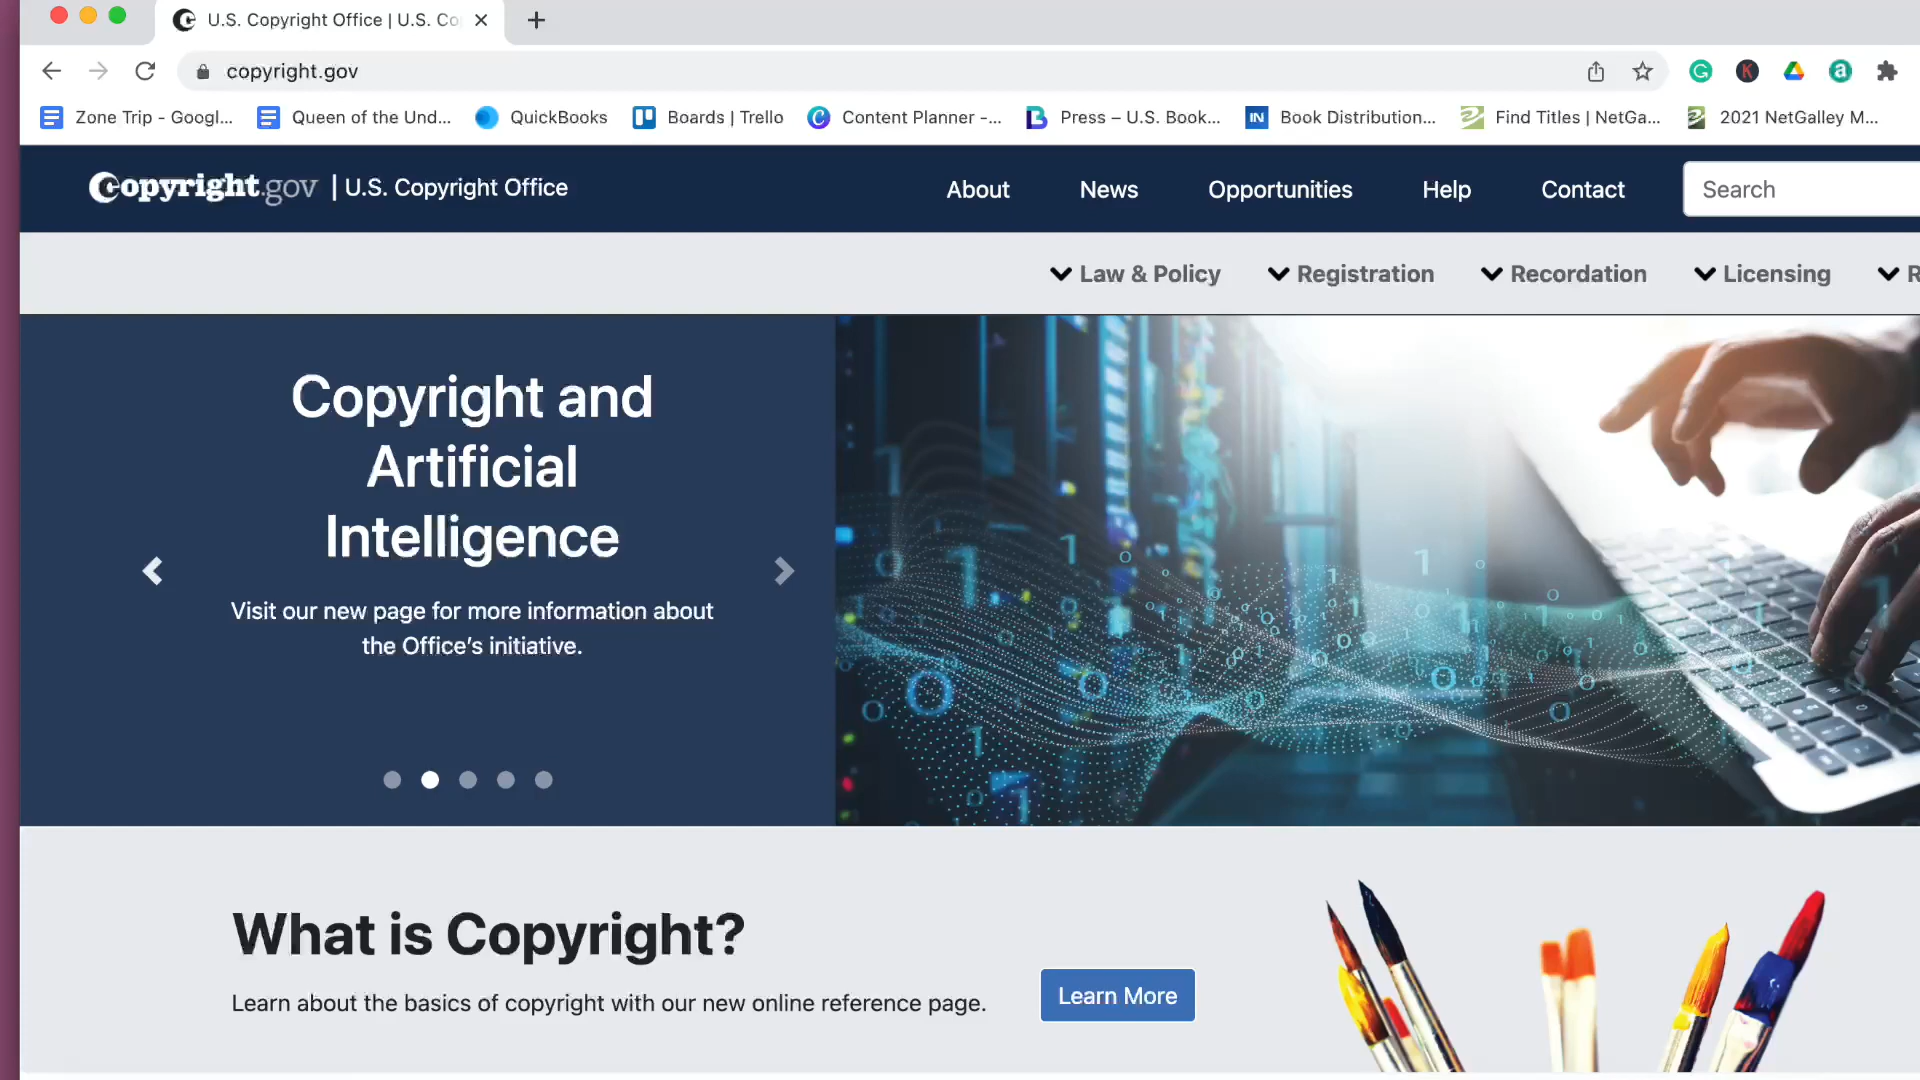 U.S. Copyright Office | U.S. Co
copyright.gov
Zone Trip - Googl... Queen of the Und... QuickBooks Boards | Trello Content Planner -... Press – U.S. Book... IN Book Distribution... Find Titles | NetGa... 2021 NetGalley M...
Copyright.gov | U.S. Copyright Office About News Opportunities Help Contact Search
Law & Policy Registration Recordation Licensing R
Copyright and
Artificial
Intelligence
Visit our new page for more information about
the Office's initiative.
What is Copyright?
Learn about the basics of copyright with our new online reference page.
Learn More